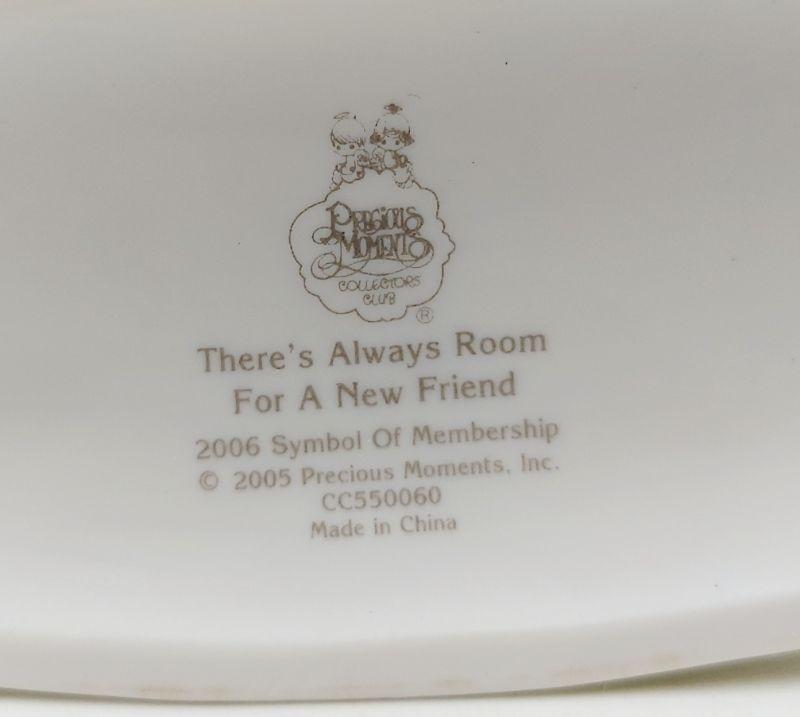 PRECIOUS
MOMENTS
COLLECTORS
CLUB
®
There's Always Room
For A New Friend
2006 Symbol Of Membership
© 2005 Precious Moments, Inc.
CC550060
Made in China